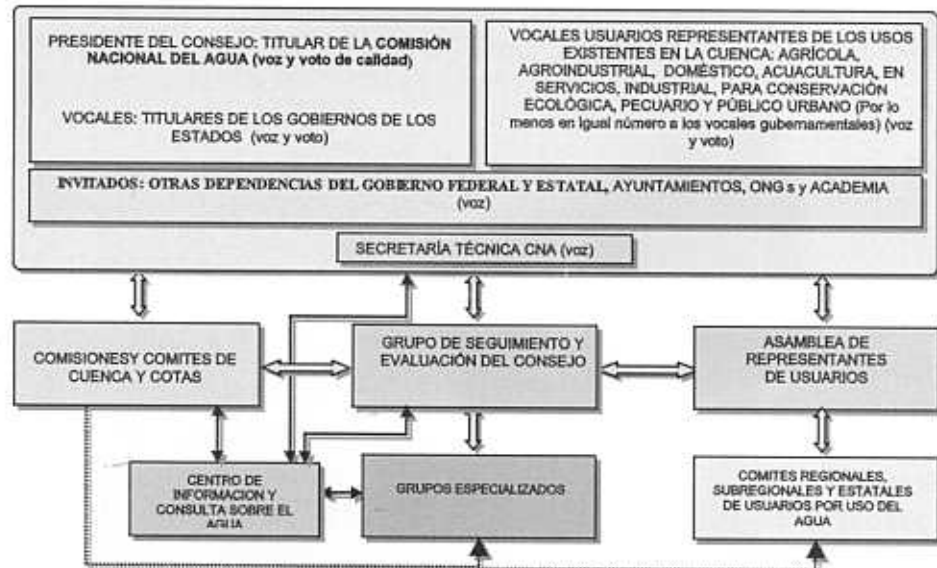 PRESIDENTE DEL CONSEJO: TITULAR DE LA COMISIÓN
NACIONAL DEL AGUA (voz y voto de calidad)
VOCALES: TITULARES DE LOS GOBIERNOS DE LOS
ESTADOS (voz y voto)
VOCALES USUARIOS REPRESENTANTES DE LOS USOS
EXISTENTES EN LA CUENCA: AGRÍCOLA,
AGROINDUSTRIAL, DOMÉSTICO, ACUACULTURA, EN
SERVICIOS, INDUSTRIAL, PARA CONSERVACIÓN
ECOLÓGICA, PECUARIO Y PÚBLICO URBANO (Por lo
menos en igual número a los vocales gubernamentales) (voz
y voto)
INVITADOS: OTRAS DEPENDENCIAS DEL GOBIERNO FEDERAL Y ESTATAL, AYUNTAMIENTOS, ONG s y ACADEMIA
(voz)
SECRETARÍA TÉCNICA CNA (voz)
COMISIONESY COMITES DE
CUENCA Y COTAS
GRUPO DE SEGUIMIENTO Y
EVALUACIÓN DEL CONSEJO
ASAMBLEA DE
REPRESENTANTES
DE USUARIOS
CENTRO DE
INFORMACION Y
CONSULTA SOBRE EL
AGUA
GRUPOS ESPECIALIZADOS
COMITES REGIONALES,
SUBREGIONALES Y ESTATALES
DE USUARIOS POR USO DEL
AGUA